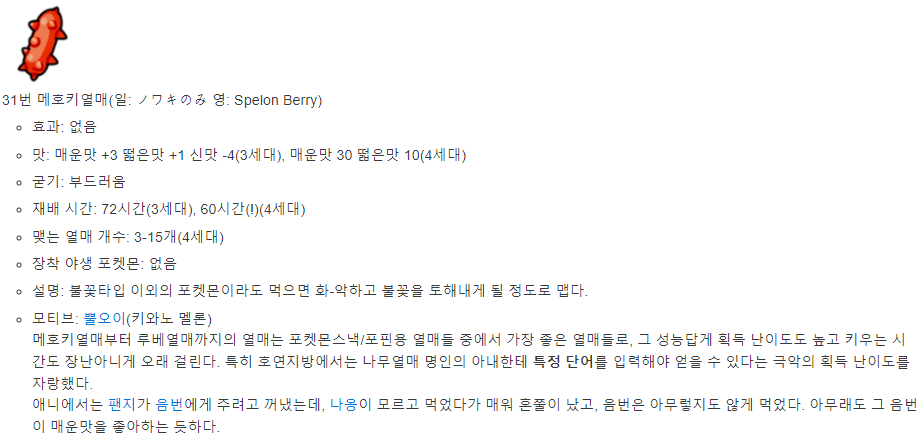 31번 메호키열매(일: ノワキのみ 영: Spelon Berry)
효과: 없음
맛: 매운맛 +3 떫은맛 +1 신맛 -4(3세대), 매운맛 30 떫은맛 10(4세대)
굳기: 부드러움
재배 시간: 72시간(3세대), 60시간(!)(4세대)
맺는 열매 개수: 3-15개(4세대)
장착 야생 포켓몬: 없음
설명: 불꽃타입 이외의 포켓몬이라도 먹으면 화-악하고 불꽃을 토해내게 될 정도로 맵다.
모티브: 뿔오이(키와노 멜론)
메호키열매부터 루베열매까지의 열매는 포켓몬스낵/포핀용 열매들 중에서 가장 좋은 열매들로, 그 성능답게 획득 난이도도 높고 키우는 시
간도 장난아니게 오래 걸린다. 특히 호연지방에서는 나무열매 명인의 아내한테 특정 단어를 입력해야 얻을 수 있다는 극악의 획득 난이도를
자랑했다.
애니에서는 팬지가 음번에게 주려고 꺼냈는데, 나옹이 모르고 먹었다가 매워 혼쭐이 났고, 음번은 아무렇지도 않게 먹었다. 아무래도 그 음번
이 매운맛을 좋아하는 듯하다.